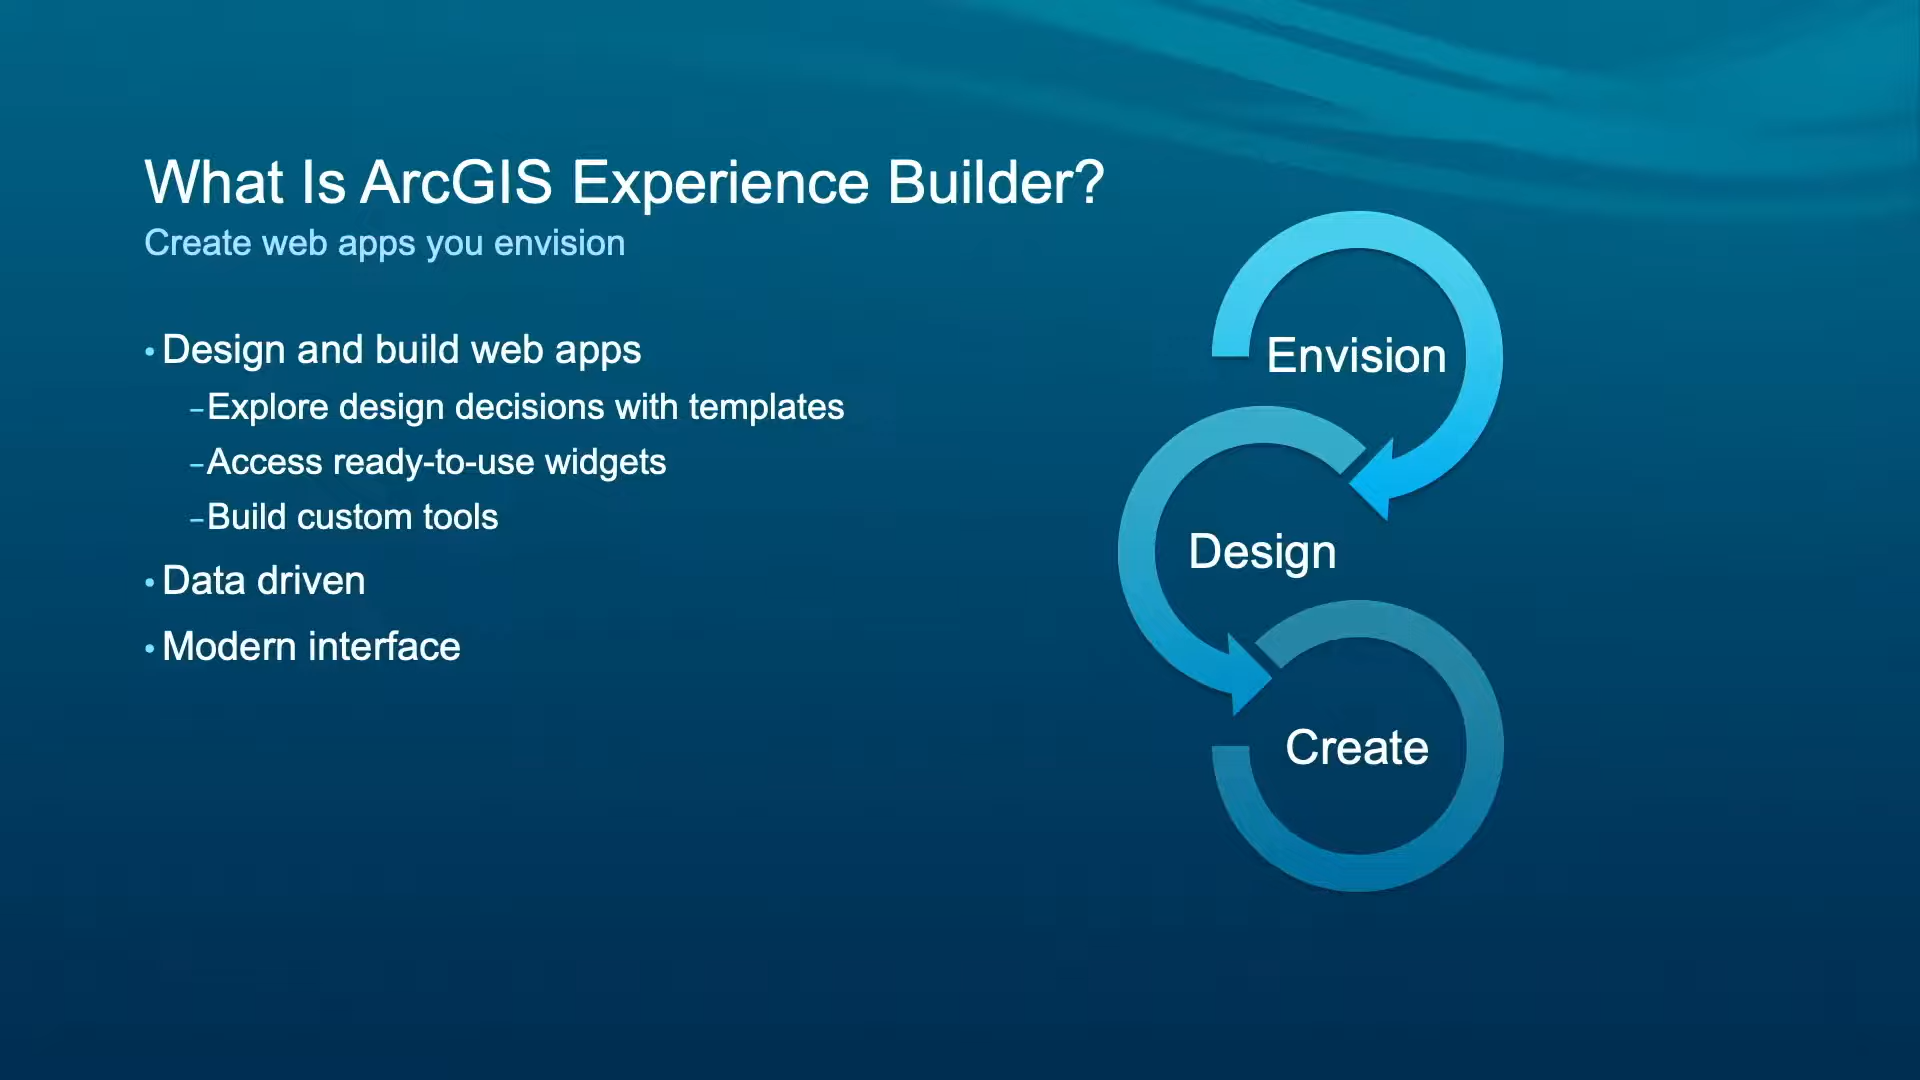 What Is ArcGIS Experience Builder?
Create web apps you envision
• Design and build web apps
–Explore design decisions with templates
–Access ready-to-use widgets
–Build custom tools
• Data driven
• Modern interface
Envision
Design
Create